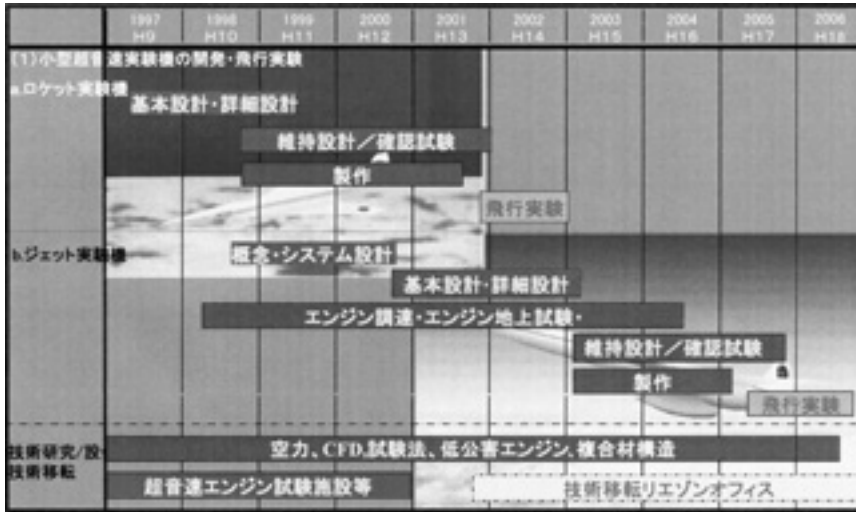 1997 1998 1999 2000 2001 2002 2003 2004 2005 2006
H9 H10 H11 H12 H13 H14 H15 H16 H17 H18
(1)小型超音速実験機の開発・飛行実験
a.ロケット実験機
基本設計・詳細設計
維持設計/確認試験
製作
飛行実験
b.ジェット実験機
概念・システム設計
基本設計・詳細設計
エンジン調達・エンジン地上試験・
維持設計/確認試験
製作
飛行実験
技術研究/設・
技術移転
空力、CFD,試験法、低公害エンジン,複合材構造
超音速エンジン試験施設等
技術移転リエゾンオフィス